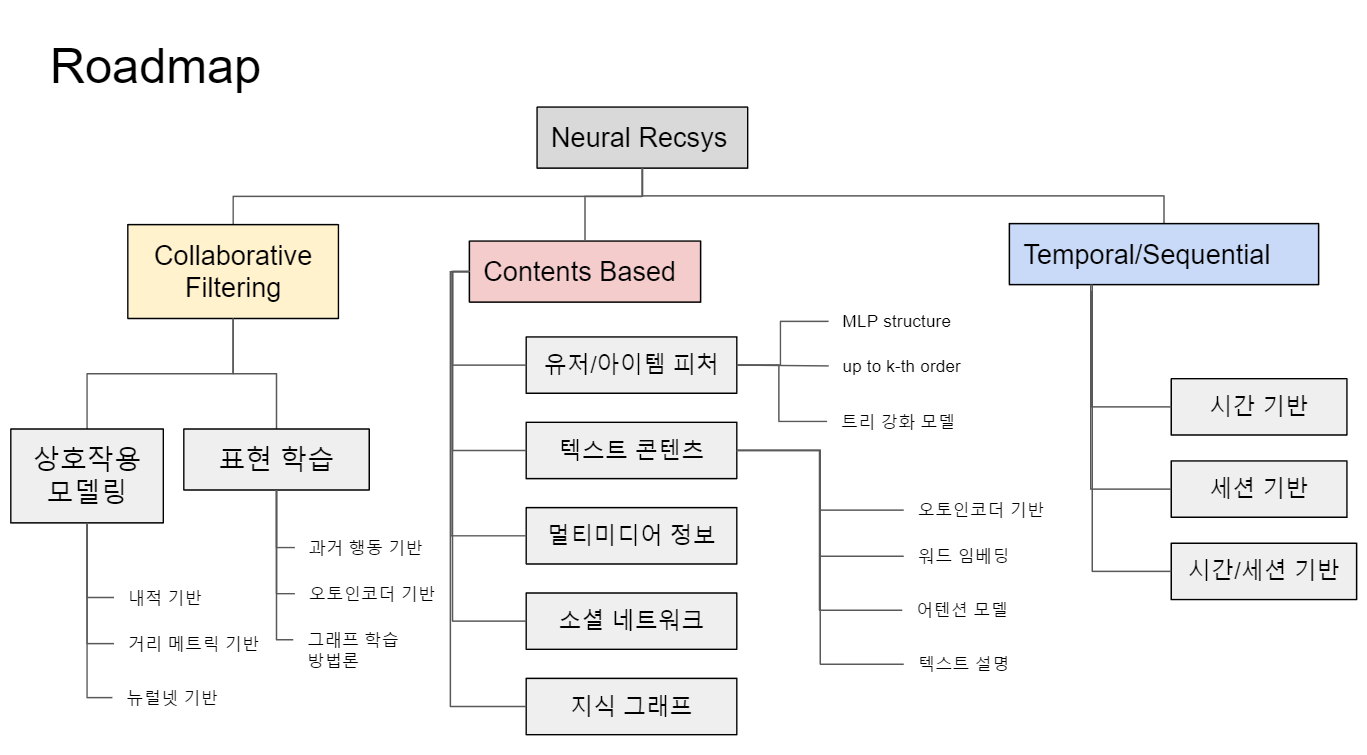 Roadmap
Neural Recsys
Collaborative
Filtering
상호작용
모델링
내적 기반
거리 메트릭 기반
뉴럴넷 기반
표현 학습
과거 행동 기반
오토인코더 기반
그래프 학습
방법론
Contents Based
유저/아이템 피처
MLP structure
up to k-th order
트리 강화 모델
텍스트 콘텐츠
오토인코더 기반
워드 임베딩
어텐션 모델
텍스트 설명
멀티미디어 정보
소셜 네트워크
지식 그래프
Temporal/Sequential
시간 기반
세션 기반
시간/세션 기반